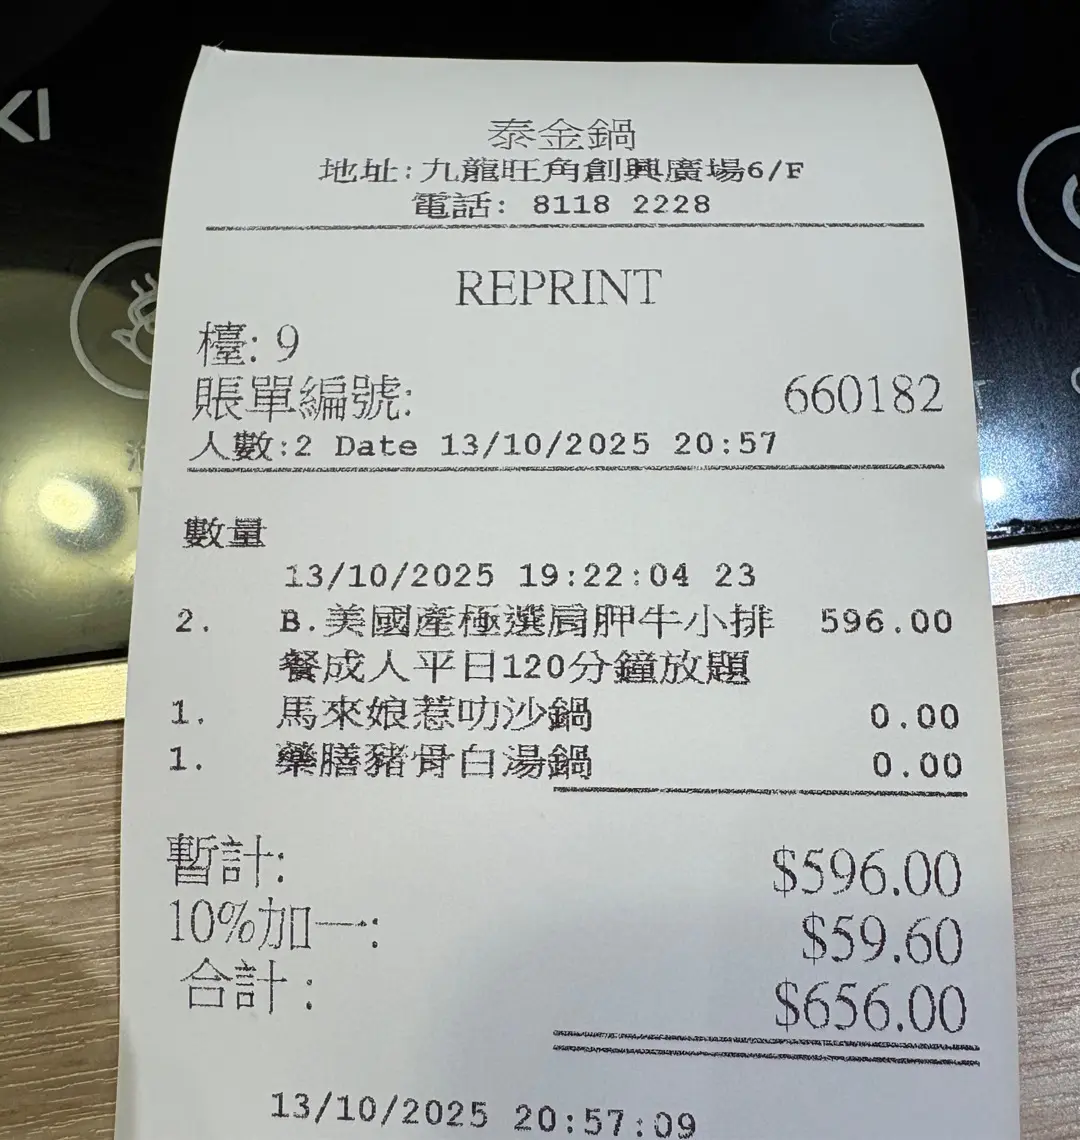 KI
泰金鍋
地址:九龍旺角創興廣場6/F
電話: 8118 2228
REPRINT
檯: 9
賬單編號: 660182
人數:2 Date 13/10/2025 20:57
數量
13/10/2025 19:22:04 23
2. B.美國產極選肩胛牛小排 596.00
餐成人平日120分鐘放題
1. 馬來娘惹叻沙鍋 0.00
1. 藥膳豬骨白湯鍋 0.00
暫計: $596.00
10%加一: $59.60
合計 : $656.00
13/10/2025 20:57:09